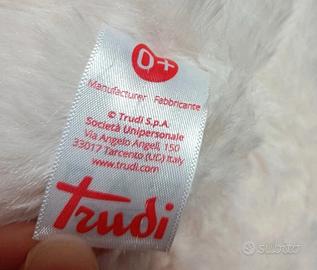 0+
Manufacturer Fabbricante
© Trudi S.p.A.
Società Unipersonale
Via Angelo Angeli, 150
33017 Tarcento (UD) Italy
www.trudi.com
Trudi
subito